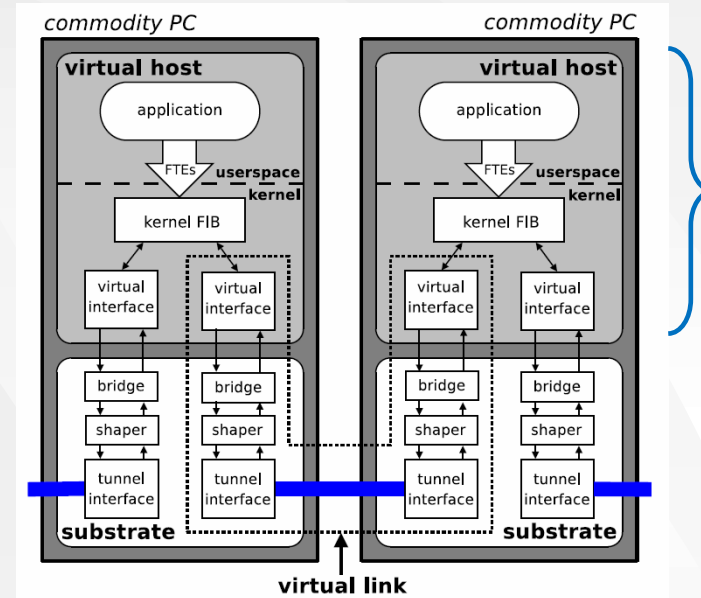 commodity PC
virtual host
application
FTEs
userspace
kernel
kernel FIB
virtual
interface
virtual
interface
bridge
bridge
shaper
shaper
tunnel
interface
tunnel
interface
substrate
commodity PC
virtual host
application
FTEs
userspace
kernel
kernel FIB
virtual
interface
virtual
interface
bridge
bridge
shaper
shaper
tunnel
interface
tunnel
interface
substrate
virtual link